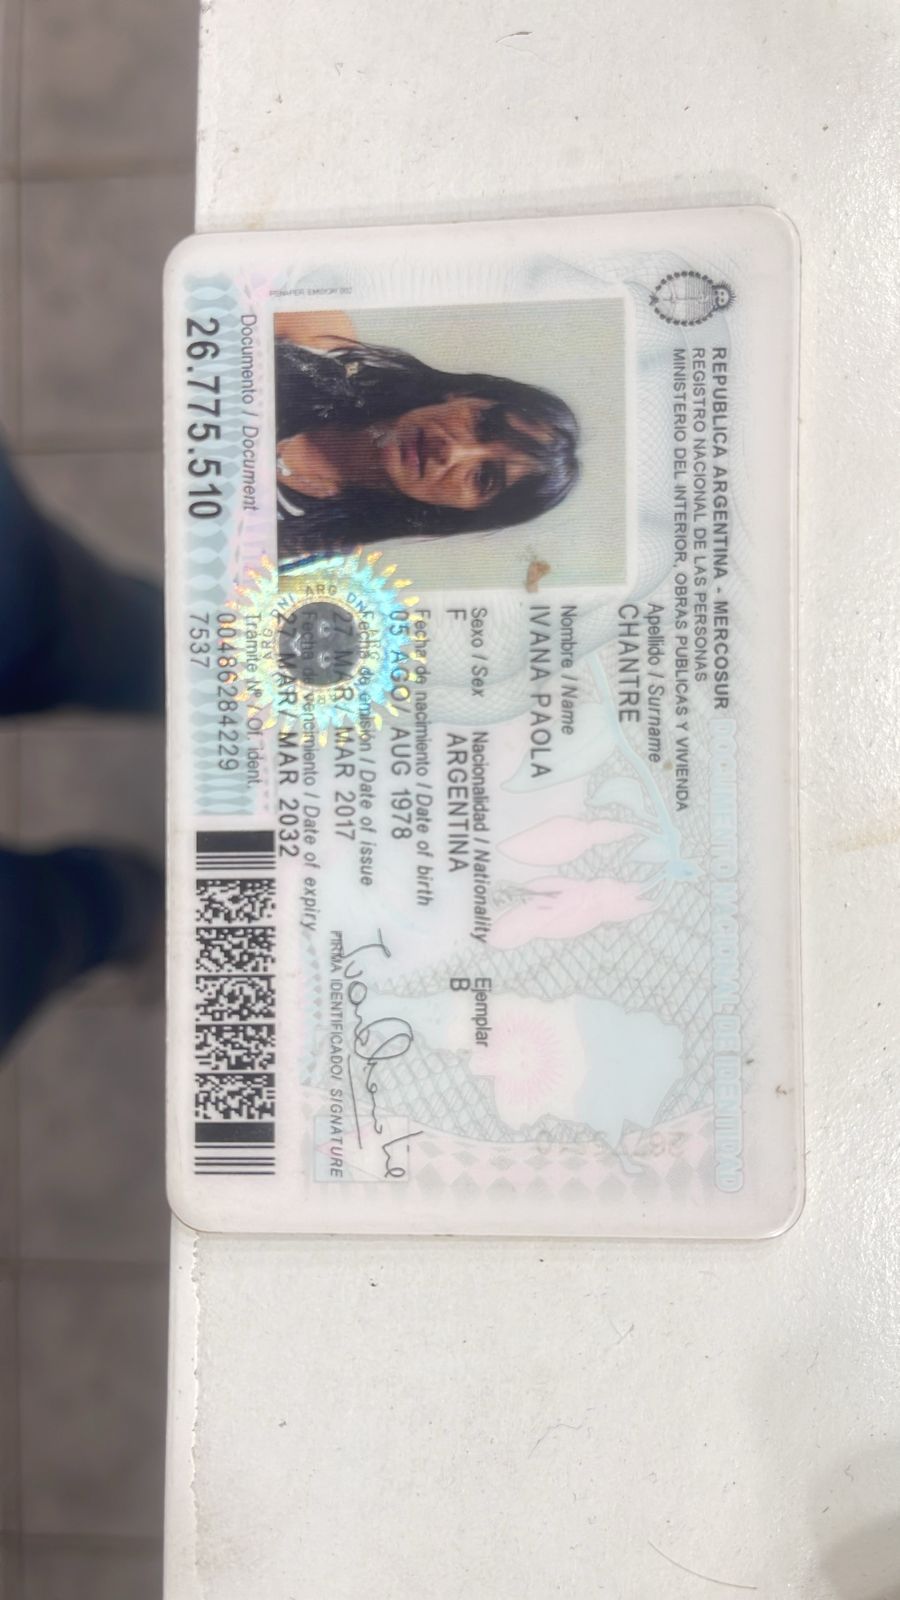 REPUBLICA ARGENTINA - MERCOSUR
REGISTRO NACIONAL DE LAS PERSONAS
MINISTERIO DEL INTERIOR, OBRAS PUBLICAS Y VIVIENDA
DOCUMENTO NACIONAL DE IDENTIDAD
Apellido / Surname
CHANTRE
Nombre / Name
IVANA PAOLA
Sexo / Sex Nacionalidad / Nationality Ejemplar
F ARGENTINA B
Fecha de nacimiento / Date of birth
05 AGO/ AUG 1978
Fecha de emisión / Date of issue
27 MAR/ MAR 2017
Fecha de vencimiento / Date of expiry
27 MAR/ MAR 2032
FIRMA IDENTIFICADO/ SIGNATURE
Documento / Document
26.775.510
Trámite Nº / Of. ident.
00486284229
7537